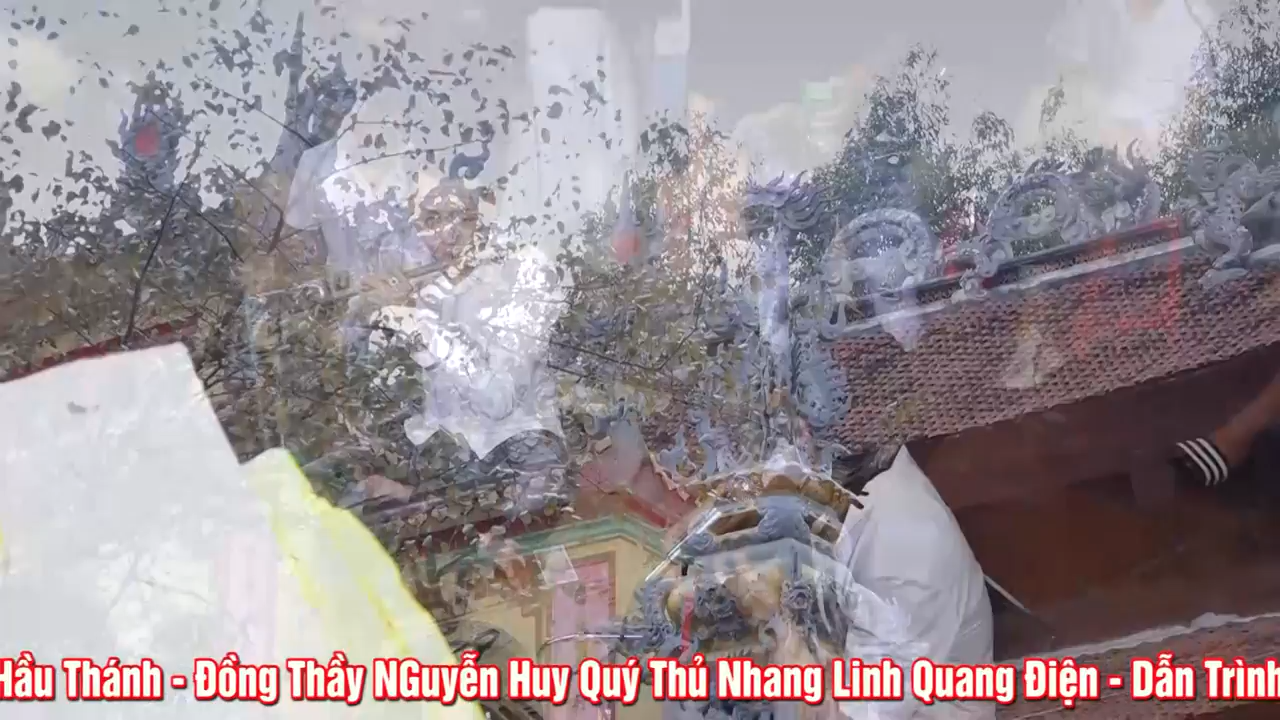 Hầu Thánh - Đồng Thầy NGuyễn Huy Quý Thủ Nhang Linh Quang Điện - Dẫn Trình